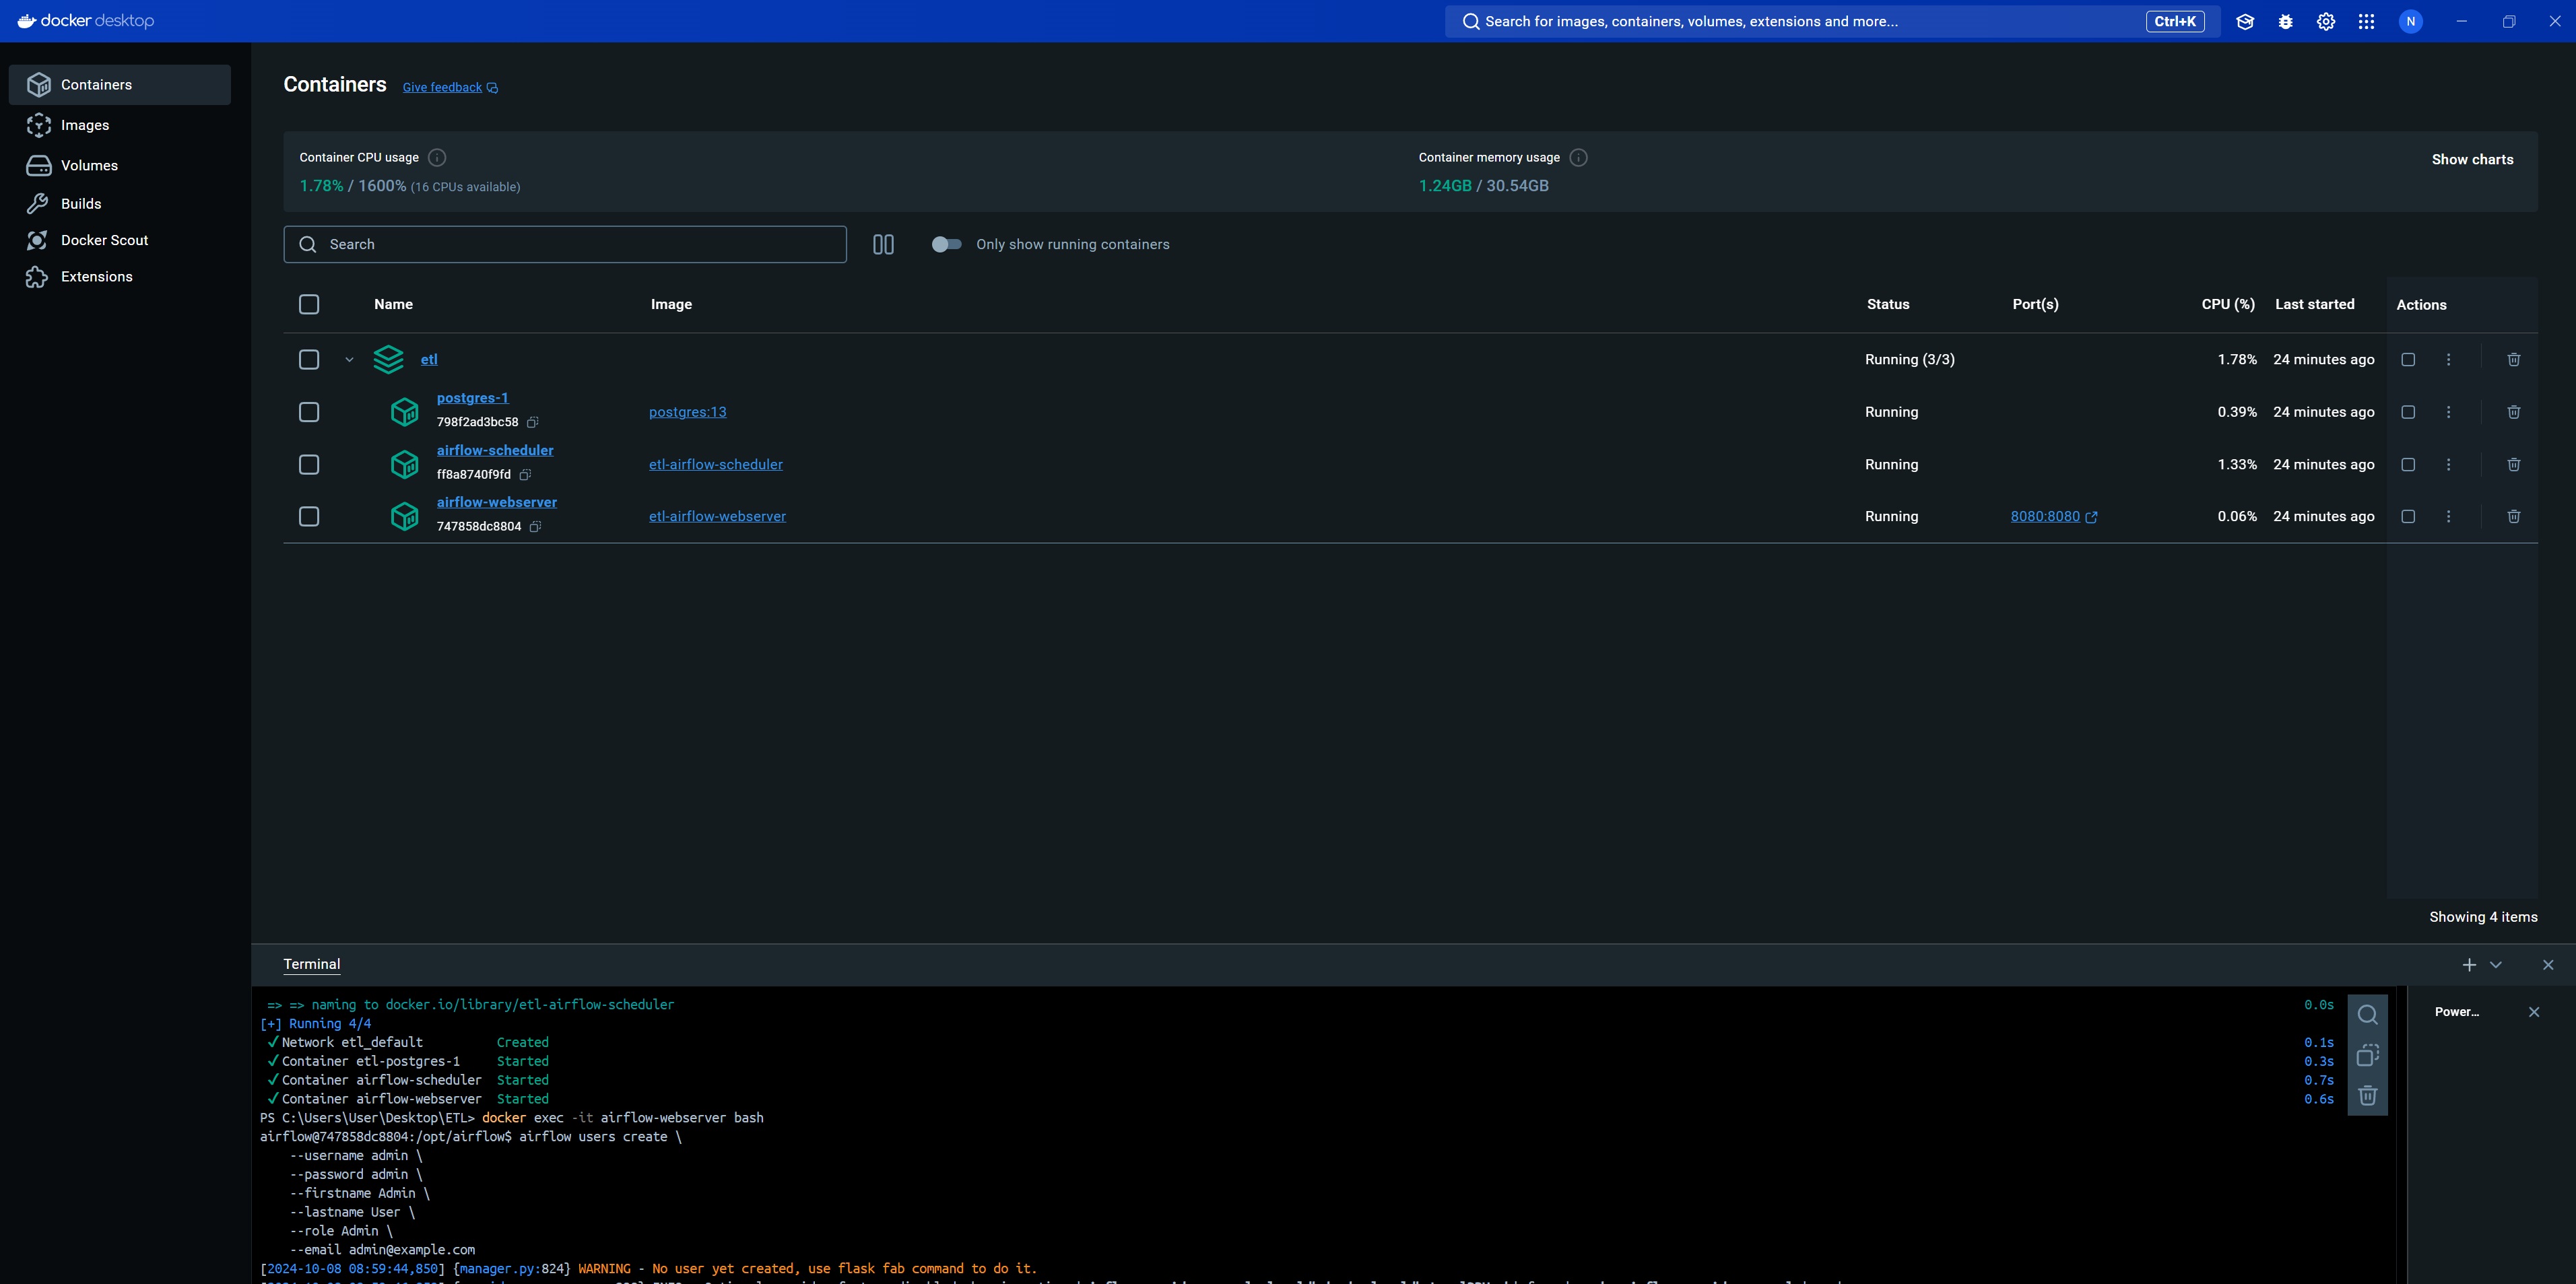 docker desktop
Search for images, containers, volumes, extensions and more...
Ctrl+K
N
Containers
Images
Volumes
Builds
Docker Scout
Extensions
Containers Give feedback
Container CPU usage
1.78% / 1600% (16 CPUs available)
Container memory usage
1.24GB / 30.54GB
Show charts
Search
Only show running containers
Name Image Status Port(s) CPU (%) Last started Actions
etl Running (3/3) 1.78% 24 minutes ago
postgres-1
798f2ad3bc58
postgres:13 Running 0.39% 24 minutes ago
airflow-scheduler
ff8a8740f9fd
etl-airflow-scheduler Running 1.33% 24 minutes ago
airflow-webserver
747858dc8804
etl-airflow-webserver Running 8080:8080 0.06% 24 minutes ago
Showing 4 items
Terminal
Power...
=> => naming to docker.io/library/etl-airflow-scheduler 0.0s
[+] Running 4/4
✓ Network etl_default Created 0.1s
✓ Container etl-postgres-1 Started 0.3s
✓ Container airflow-scheduler Started 0.7s
✓ Container airflow-webserver Started 0.6s
PS C:\Users\User\Desktop\ETL> docker exec -it airflow-webserver bash
airflow@747858dc8804:/opt/airflow$ airflow users create \
--username admin \
--password admin \
--firstname Admin \
--lastname User \
--role Admin \
--email admin@example.com
[2024-10-08 08:59:44,850] {manager.py:824} WARNING - No user yet created, use flask fab command to do it.